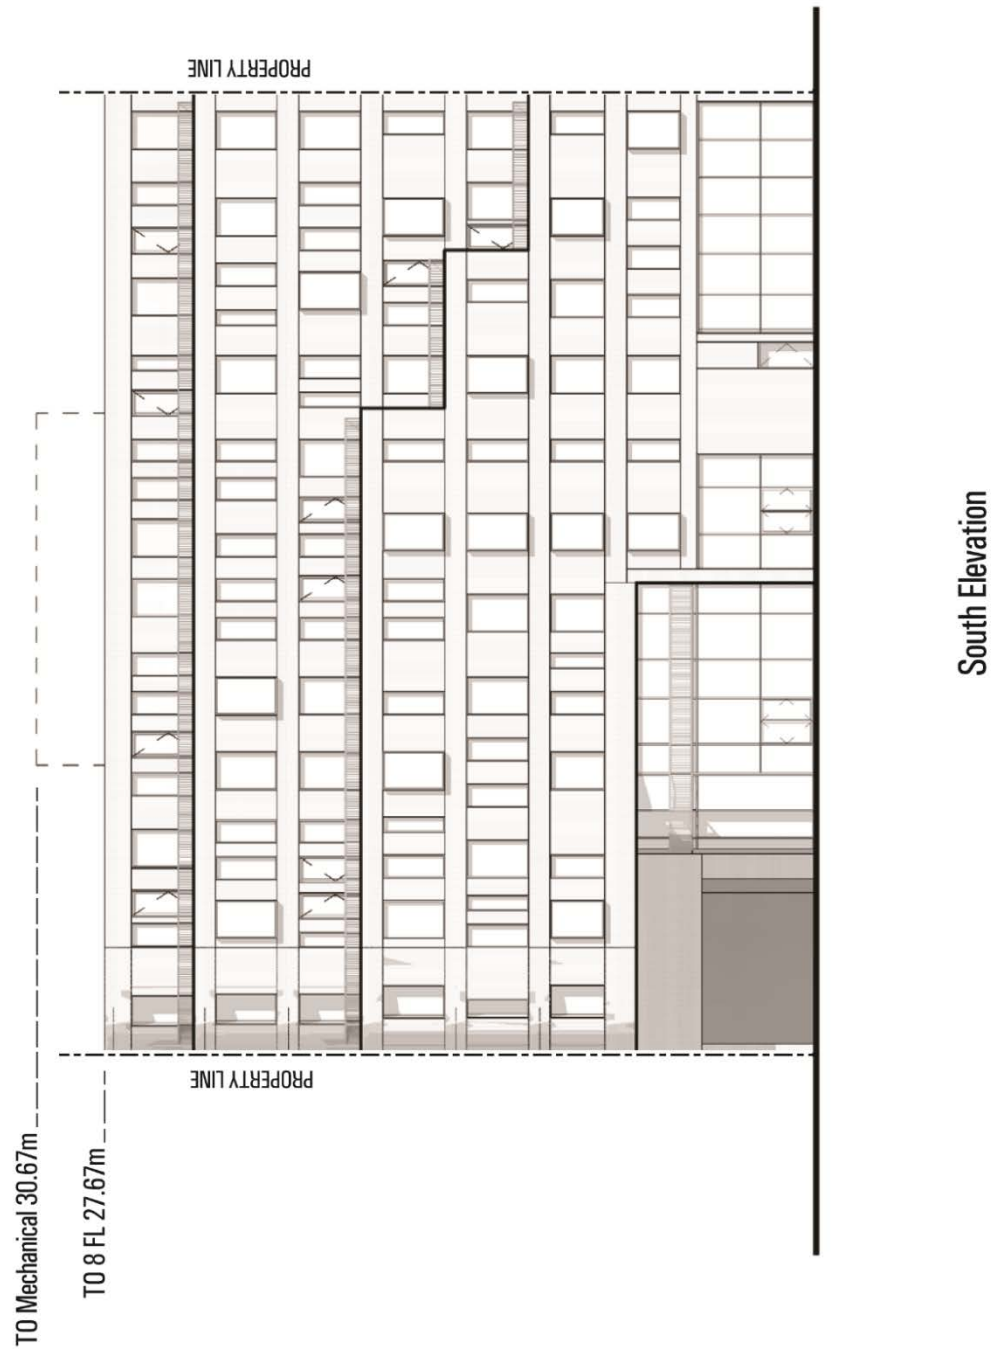 TO Mechanical 30.67m
TO 8 FL 27.67m
PROPERTY LINE
PROPERTY LINE
South Elevation